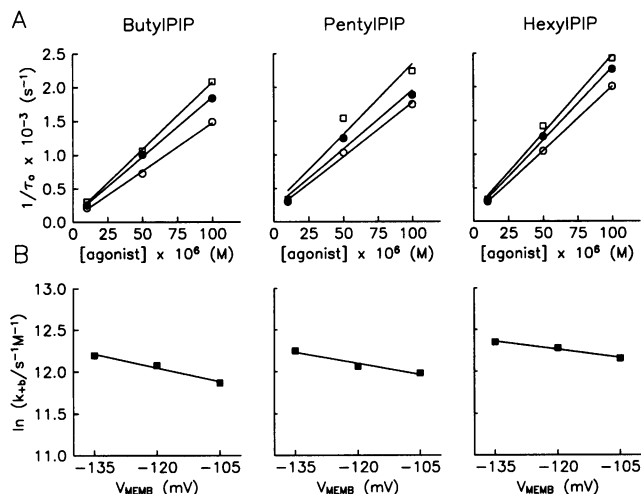 A
ButylPIP
PentylPIP
HexylPIP
1/τₒ x 10⁻³ (s⁻¹)
2.5
2.0
1.5
1.0
0.5
0.0
0 25 50 75 100
0 25 50 75 100
0 25 50 75 100
[agonist] x 10⁶ (M)
[agonist] x 10⁶ (M)
[agonist] x 10⁶ (M)
B
ln (k₊b/s⁻¹M⁻¹)
13.0
12.5
12.0
11.5
11.0
−135 −120 −105
−135 −120 −105
−135 −120 −105
V_MEMB (mV)
V_MEMB (mV)
V_MEMB (mV)